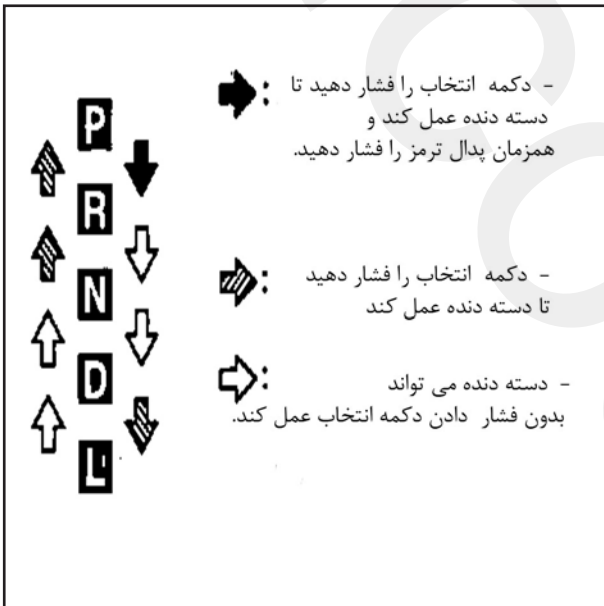 P
R
N
D
L
- دکمه انتخاب را فشار دهید تا
دسته دنده عمل کند و
همزمان پدال ترمز را فشار دهید.
- دکمه انتخاب را فشار دهید
تا دسته دنده عمل کند
- دسته دنده می تواند
بدون فشار دادن دکمه انتخاب عمل کند.